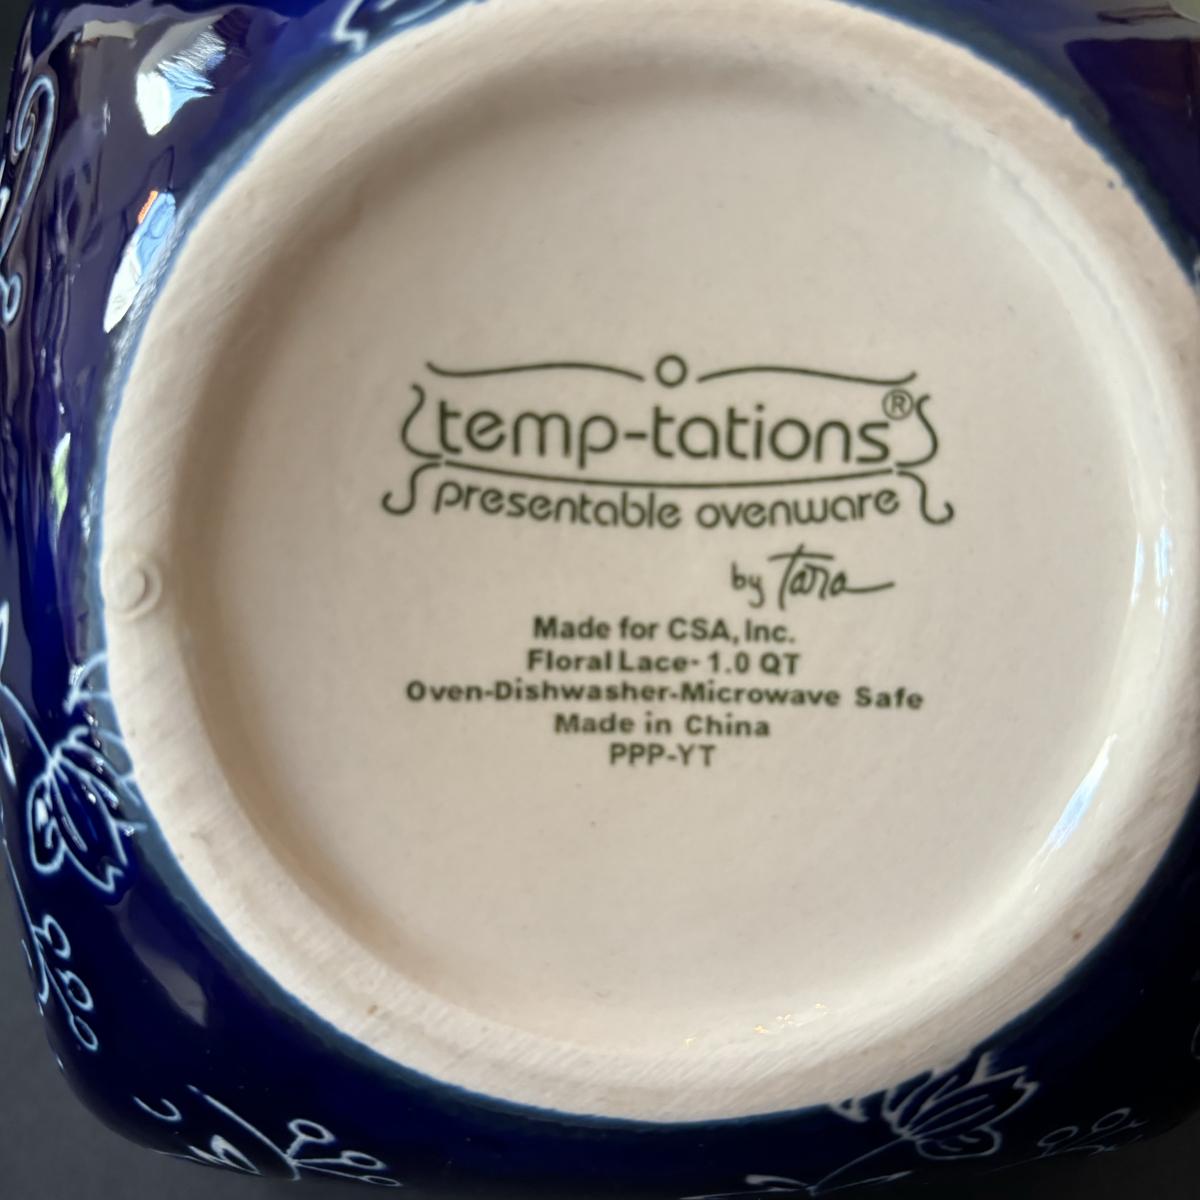 temp-tations®
presentable ovenware
by Tara
Made for CSA, Inc.
Floral Lace- 1.0 QT
Oven-Dishwasher-Microwave Safe
Made in China
PPP-YT